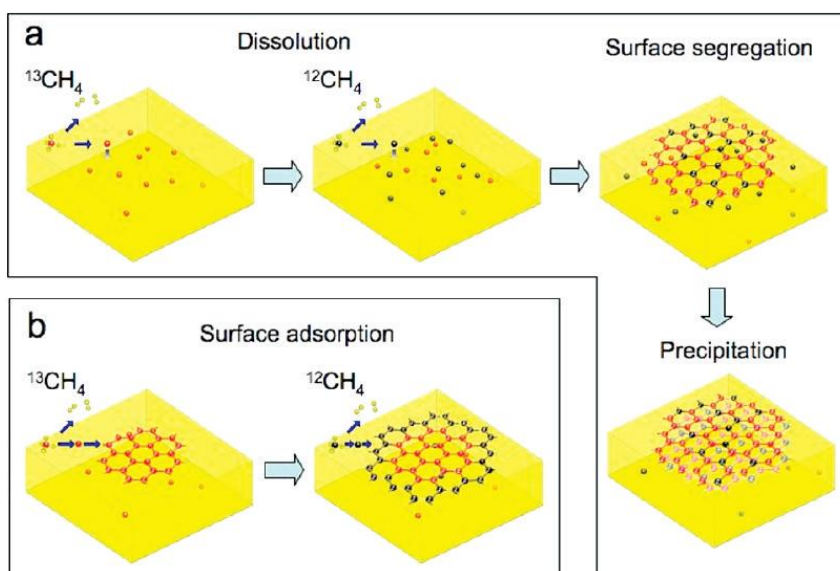 a
Dissolution
Surface segregation
¹³CH₄
¹²CH₄
Precipitation
b
Surface adsorption
¹³CH₄
¹²CH₄